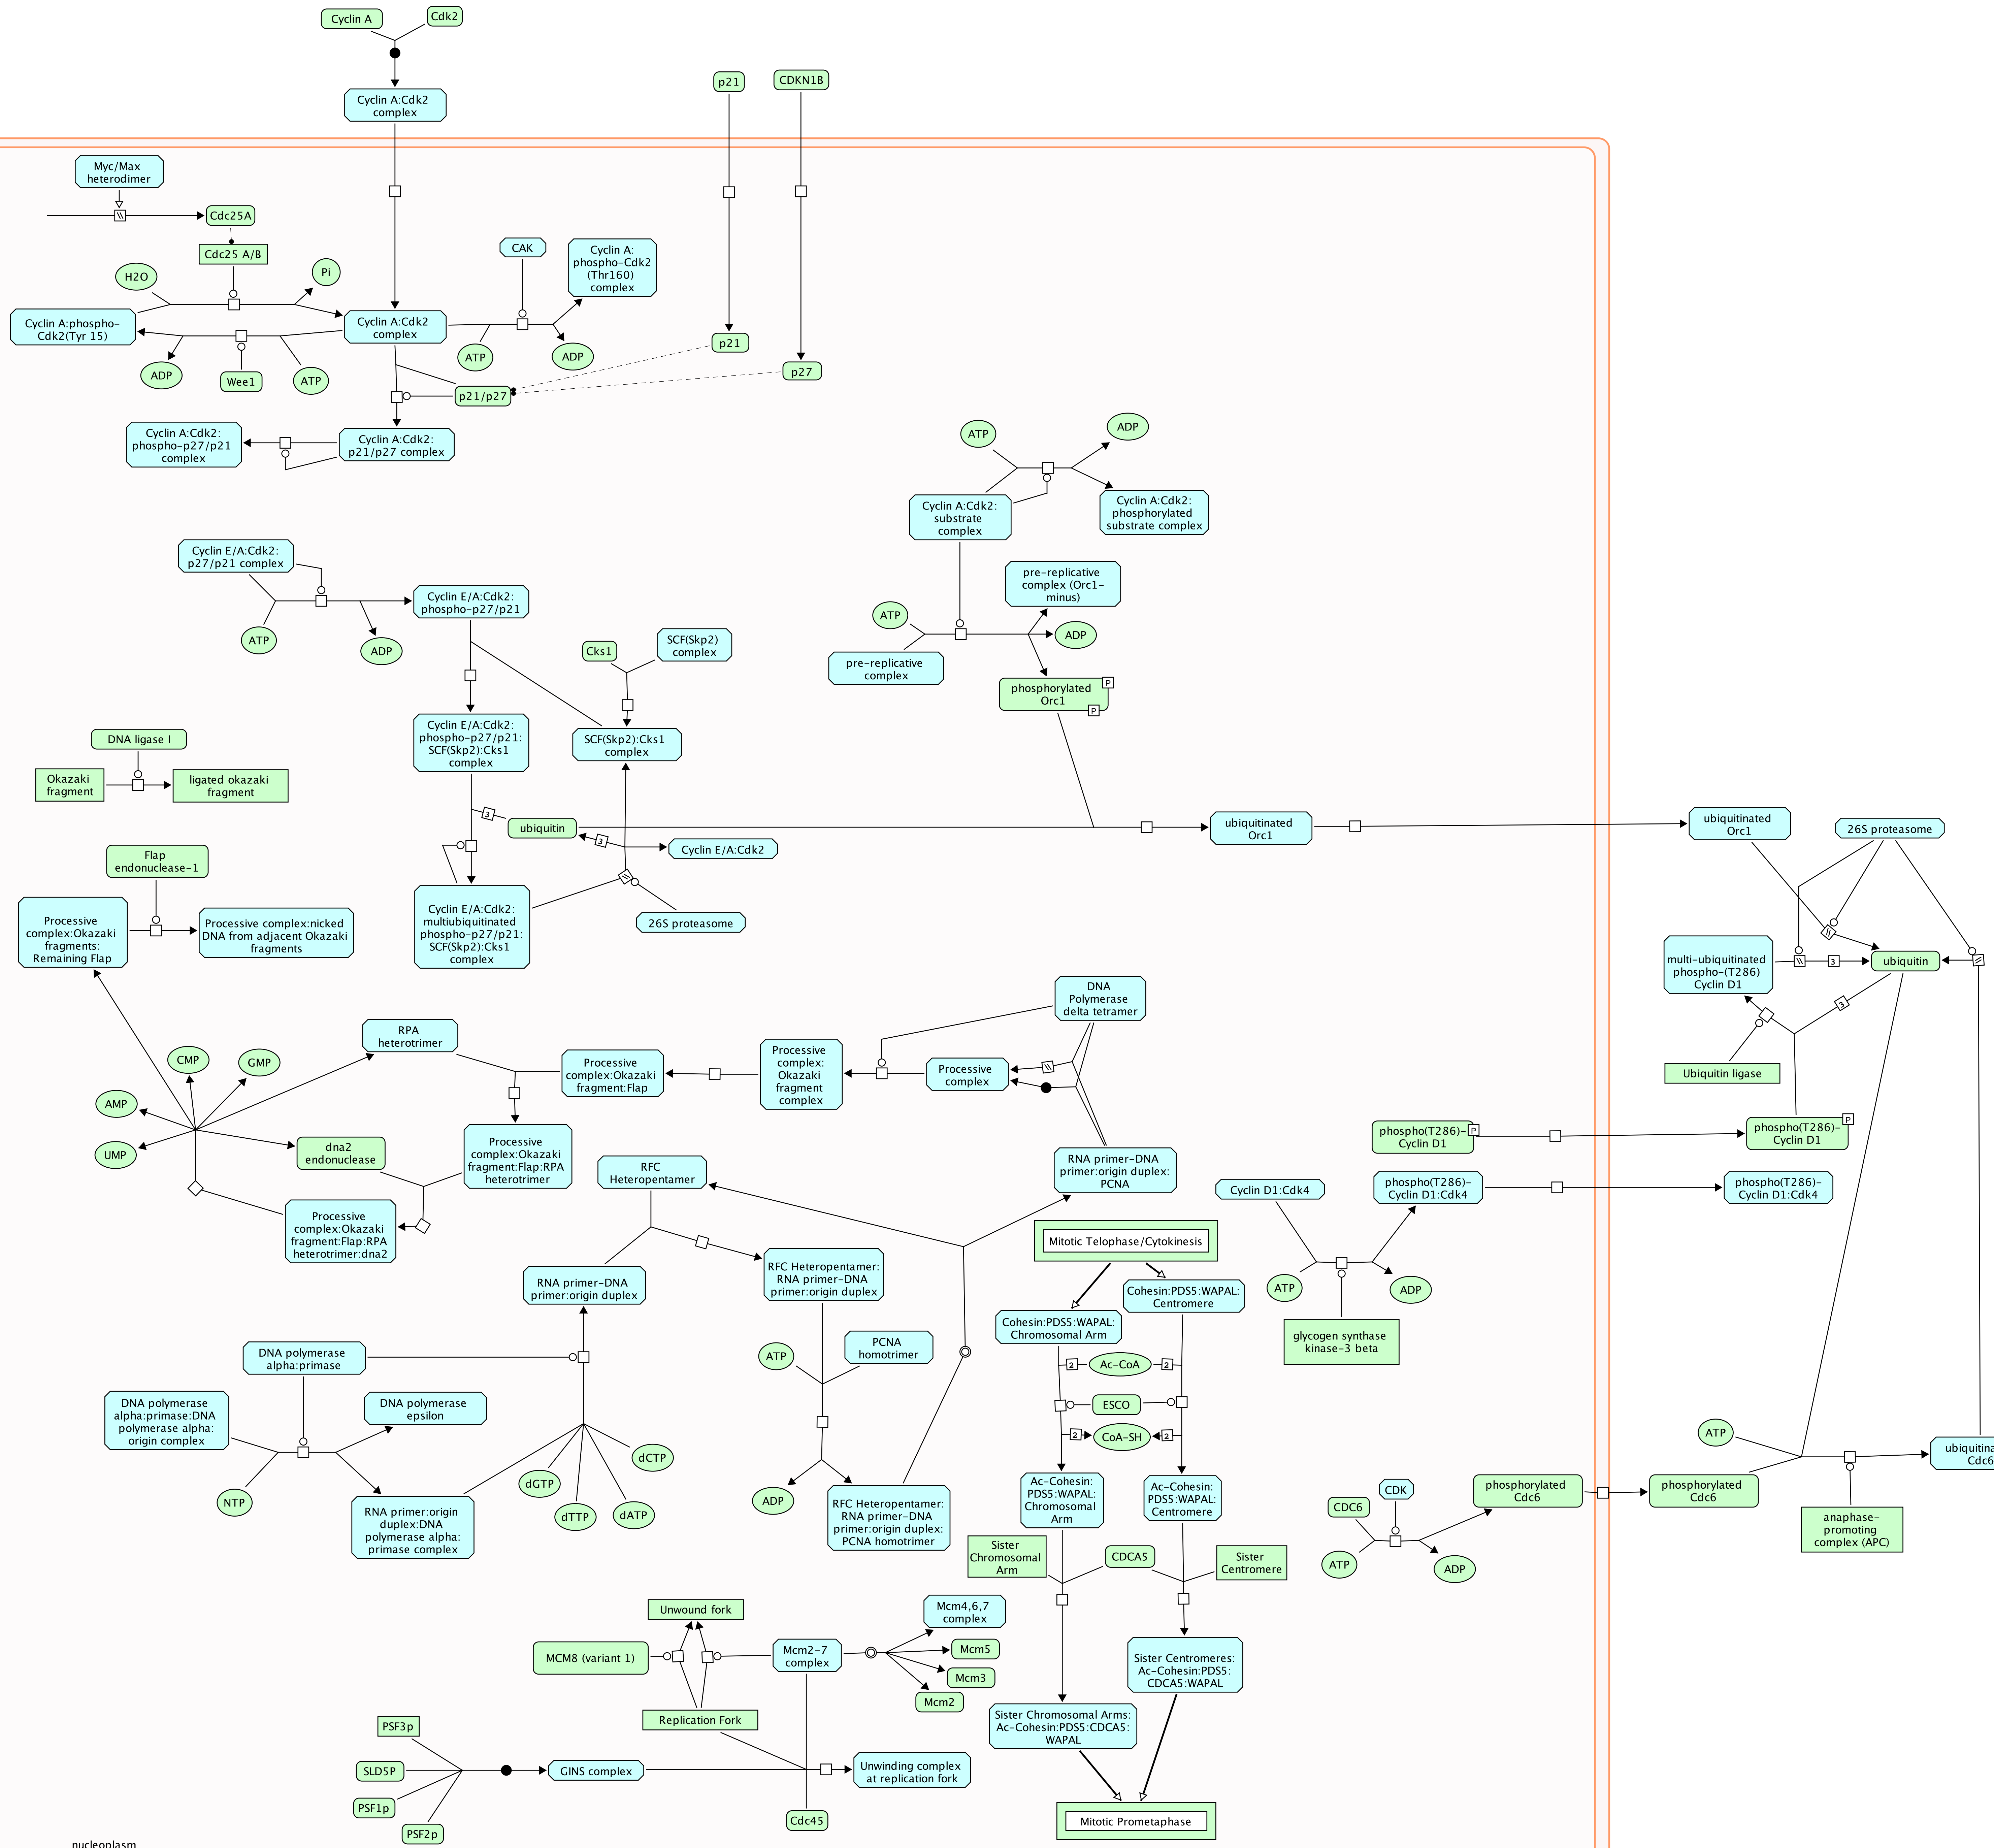 Cyclin A
Cdk2
Cyclin A:Cdk2
complex
p21
CDKN1B
Myc/Max
heterodimer
Cdc25A
Cdc25 A/B
H2O
Pi
CAK
Cyclin A:
phospho-Cdk2
(Thr160)
complex
Cyclin A:phospho-
Cdk2(Tyr 15)
Cyclin A:Cdk2
complex
ADP
Wee1
ATP
ATP
ADP
p21
p27
p21/p27
Cyclin A:Cdk2:
phospho-p27/p21
complex
Cyclin A:Cdk2:
p21/p27 complex
ATP
ADP
Cyclin A:Cdk2:
substrate
complex
Cyclin A:Cdk2:
phosphorylated
substrate complex
Cyclin E/A:Cdk2:
p27/p21 complex
Cyclin E/A:Cdk2:
phospho-p27/p21
ATP
ADP
pre-replicative
complex (Orc1-
minus)
ATP
ADP
pre-replicative
complex
phosphorylated
Orc1
P
P
Cks1
SCF(Skp2)
complex
Cyclin E/A:Cdk2:
phospho-p27/p21:
SCF(Skp2):Cks1
complex
SCF(Skp2):Cks1
complex
DNA ligase I
Okazaki
fragment
ligated okazaki
fragment
3
ubiquitin
3
Cyclin E/A:Cdk2
ubiquitinated
Orc1
ubiquitinated
Orc1
26S proteasome
Flap
endonuclease-1
Processive
complex:Okazaki
fragments:
Remaining Flap
Processive complex:nicked
DNA from adjacent Okazaki
fragments
Cyclin E/A:Cdk2:
multiubiquitinated
phospho-p27/p21:
SCF(Skp2):Cks1
complex
26S proteasome
multi-ubiquitinated
phospho-(T286)
Cyclin D1
3
ubiquitin
3
Ubiquitin ligase
DNA
Polymerase
delta tetramer
RPA
heterotrimer
CMP
GMP
AMP
UMP
Processive
complex:Okazaki
fragment:Flap
Processive
complex:
Okazaki
fragment
complex
Processive
complex
dna2
endonuclease
Processive
complex:Okazaki
fragment:Flap:RPA
heterotrimer
Processive
complex:Okazaki
fragment:Flap:RPA
heterotrimer:dna2
RFC
Heteropentamer
RNA primer-DNA
primer:origin duplex:
PCNA
phospho(T286)-
Cyclin D1
P
phospho(T286)-
Cyclin D1
P
Cyclin D1:Cdk4
phospho(T286)-
Cyclin D1:Cdk4
phospho(T286)-
Cyclin D1:Cdk4
Mitotic Telophase/Cytokinesis
RNA primer-DNA
primer:origin duplex
RFC Heteropentamer:
RNA primer-DNA
primer:origin duplex
Cohesin:PDS5:WAPAL:
Centromere
Cohesin:PDS5:WAPAL:
Chromosomal Arm
ATP
ADP
glycogen synthase
kinase-3 beta
DNA polymerase
alpha:primase
ATP
PCNA
homotrimer
2
Ac-CoA
2
ESCO
2
CoA-SH
2
DNA polymerase
alpha:primase:DNA
polymerase alpha:
origin complex
DNA polymerase
epsilon
NTP
RNA primer:origin
duplex:DNA
polymerase alpha:
primase complex
dGTP
dTTP
dATP
dCTP
ADP
RFC Heteropentamer:
RNA primer-DNA
primer:origin duplex:
PCNA homotrimer
Ac-Cohesin:
PDS5:WAPAL:
Chromosomal
Arm
Ac-Cohesin:
PDS5:WAPAL:
Centromere
CDC6
CDK
phosphorylated
Cdc6
phosphorylated
Cdc6
ATP
ADP
ATP
anaphase-
promoting
complex (APC)
ubiquitina
Cdc6
Sister
Chromosomal
Arm
CDCA5
Sister
Centromere
Unwound fork
MCM8 (variant 1)
Mcm2-7
complex
Mcm4,6,7
complex
Mcm5
Mcm3
Mcm2
Replication Fork
Sister Centromeres:
Ac-Cohesin:PDS5:
CDCA5:WAPAL
Sister Chromosomal Arms:
Ac-Cohesin:PDS5:CDCA5:
WAPAL
PSF3p
SLD5P
PSF1p
PSF2p
GINS complex
Unwinding complex
at replication fork
Cdc45
Mitotic Prometaphase
nucleoplasm